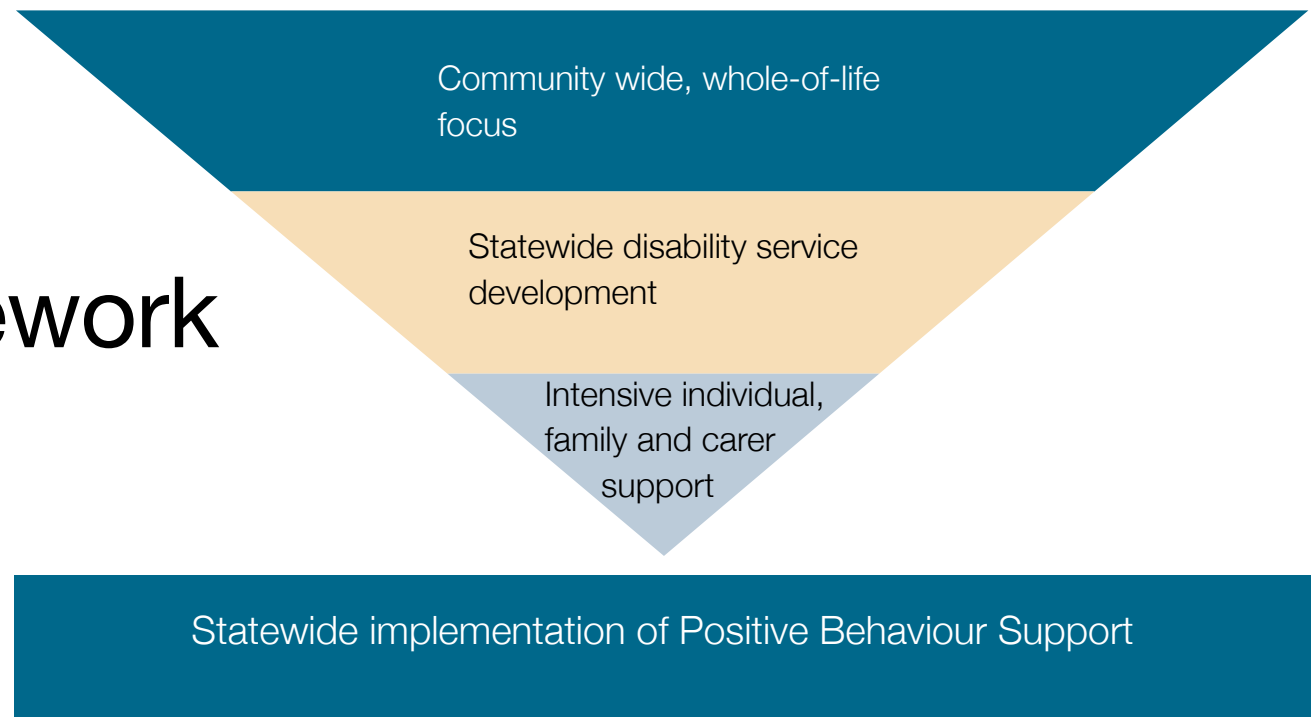 Community wide, whole-of-life
focus
Statewide disability service
development
ework
Intensive individual,
family and carer
support
Statewide implementation of Positive Behaviour Support